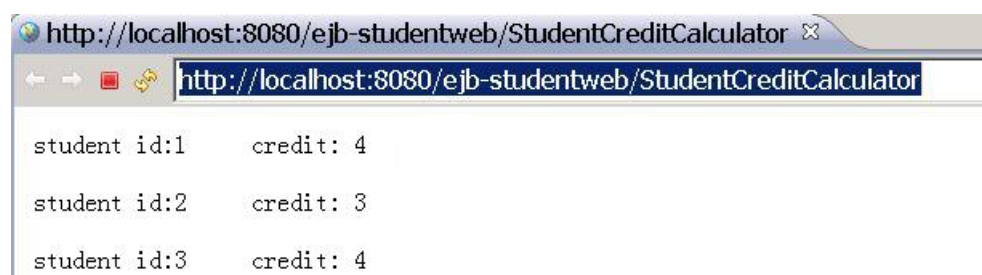 http://localhost:8080/ejb-studentweb/StudentCreditCalculator
http://localhost:8080/ejb-studentweb/StudentCreditCalculator
student id:1 credit: 4
student id:2 credit: 3
student id:3 credit: 4